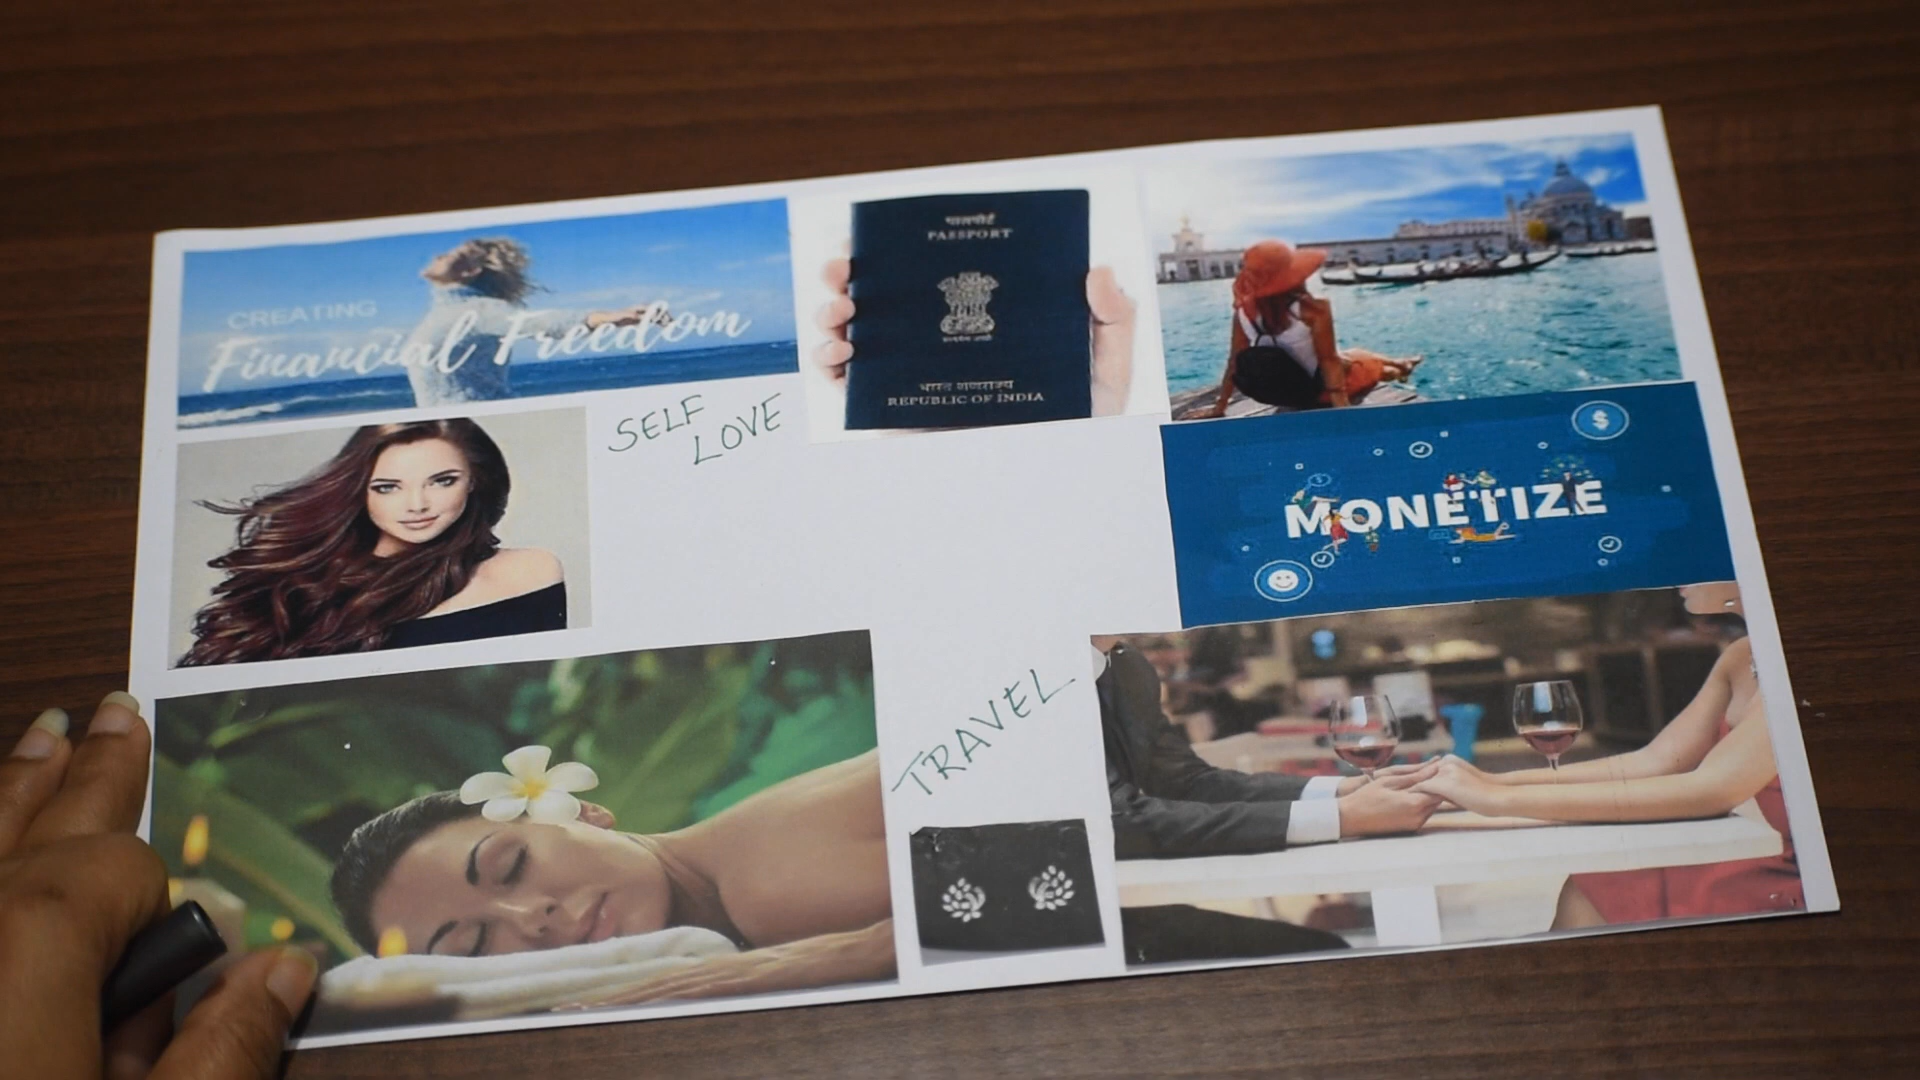 CREATING
Financial Freedom
पासपोर्ट
PASSPORT
भारत गणराज्य
REPUBLIC OF INDIA
SELF
LOVE
MONETIZE
TRAVEL